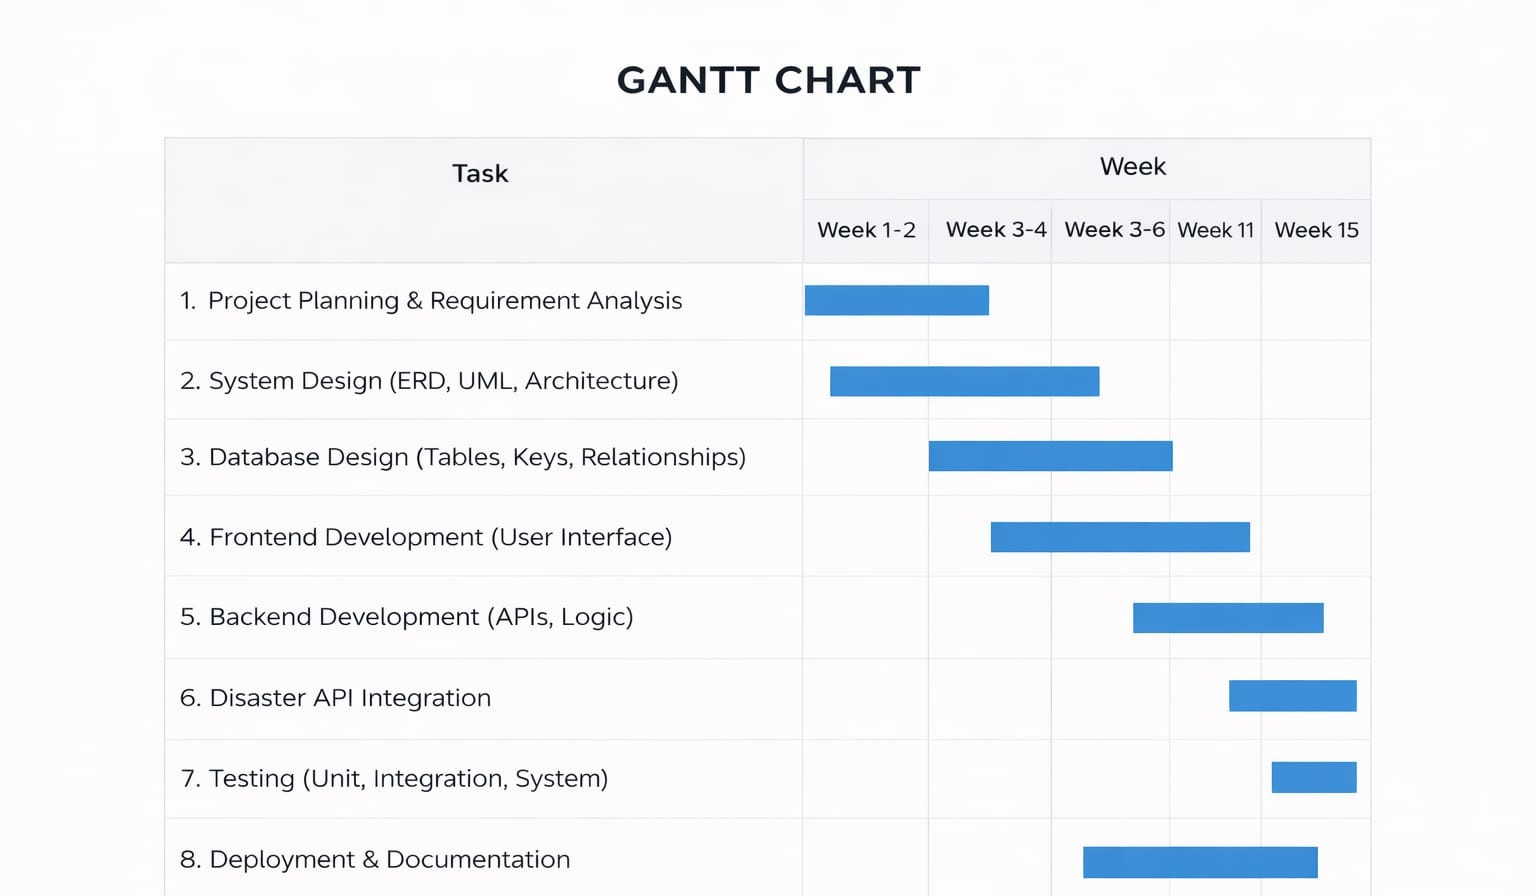 GANTT CHART
Task
Week
Week 1-2 Week 3-4 Week 3-6 Week 11 Week 15
1. Project Planning & Requirement Analysis
2. System Design (ERD, UML, Architecture)
3. Database Design (Tables, Keys, Relationships)
4. Frontend Development (User Interface)
5. Backend Development (APIs, Logic)
6. Disaster API Integration
7. Testing (Unit, Integration, System)
8. Deployment & Documentation